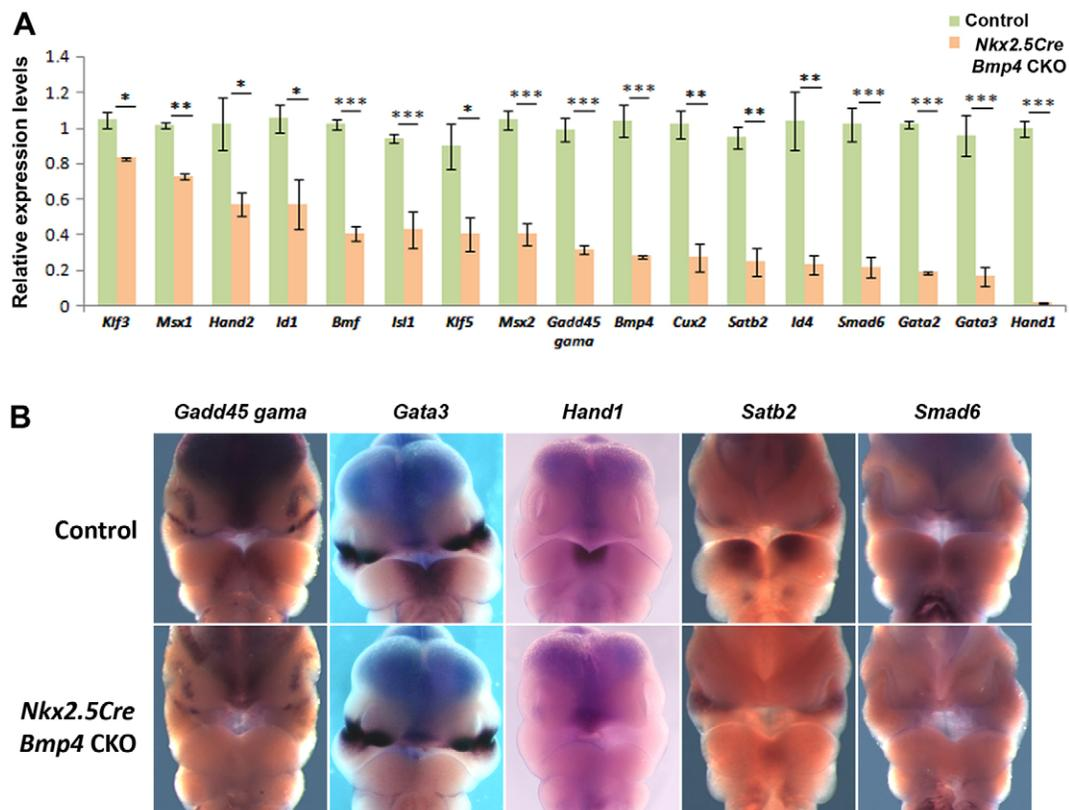 A
Control
Nkx2.5Cre
Bmp4 CKO
Relative expression levels
1.4
1.2
1
0.8
0.6
0.4
0.2
0
* ** * * *** *** * *** *** *** ** ** ** *** *** *** ***
Klf3 Msx1 Hand2 Id1 Bmf Isl1 Klf5 Msx2 Gadd45 Bmp4 Cux2 Satb2 Id4 Smad6 Gata2 Gata3 Hand1
gama
B
Gadd45 gama Gata3 Hand1 Satb2 Smad6
Control
Nkx2.5Cre
Bmp4 CKO